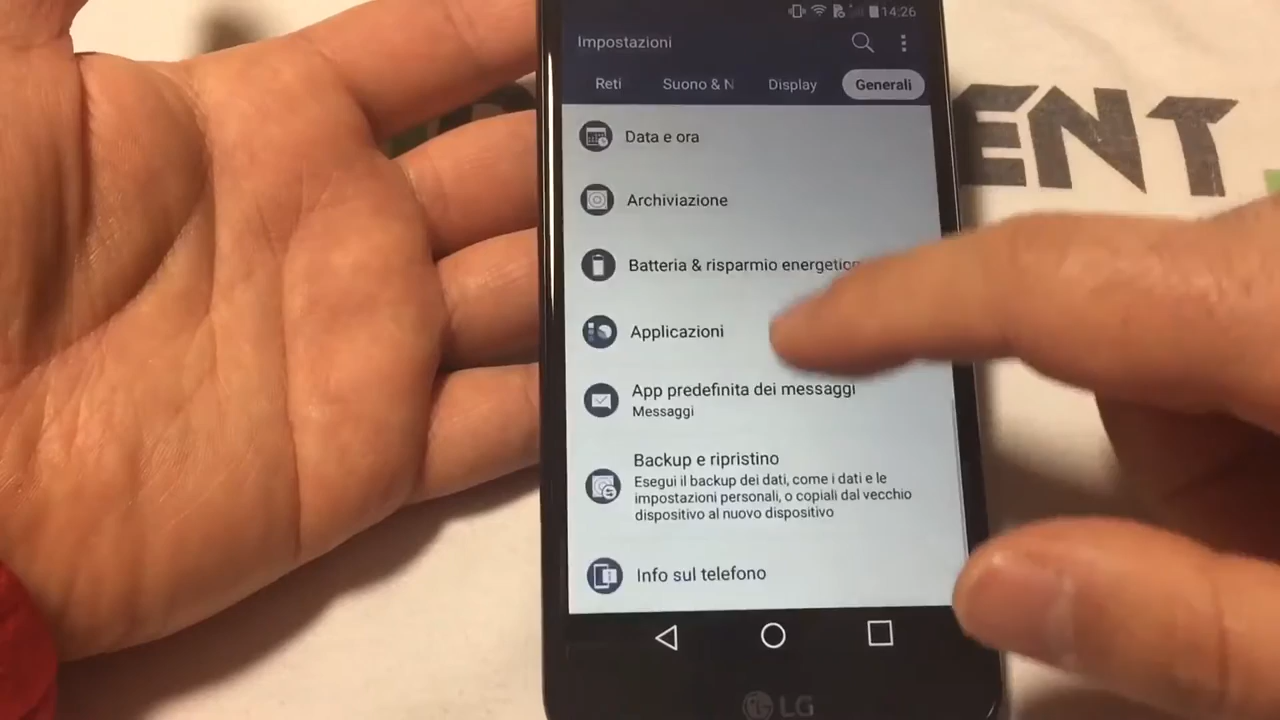 14:26
Impostazioni
Reti Suono & N Display Generali
Data e ora
Archiviazione
Batteria & risparmio energetico
Applicazioni
App predefinita dei messaggi
Messaggi
Backup e ripristino
Esegui il backup dei dati, come i dati e le
impostazioni personali, o copiali dal vecchio
dispositivo al nuovo dispositivo
Info sul telefono
LG
ENT